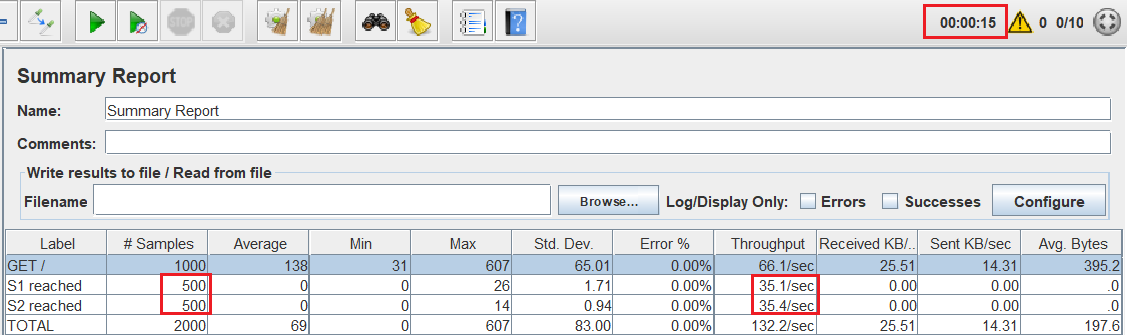 00:00:15 0 0/10
Summary Report
Name: Summary Report
Comments:
Write results to file / Read from file
Filename Browse... Log/Display Only: Errors Successes Configure
Label # Samples Average Min Max Std. Dev. Error % Throughput Received KB/.. Sent KB/sec Avg. Bytes
GET / 1000 138 31 607 65.01 0.00% 66.1/sec 25.51 14.31 395.2
S1 reached 500 0 0 26 1.71 0.00% 35.1/sec 0.00 0.00 .0
S2 reached 500 0 0 14 0.94 0.00% 35.4/sec 0.00 0.00 .0
TOTAL 2000 69 0 607 83.00 0.00% 132.2/sec 25.51 14.31 197.6